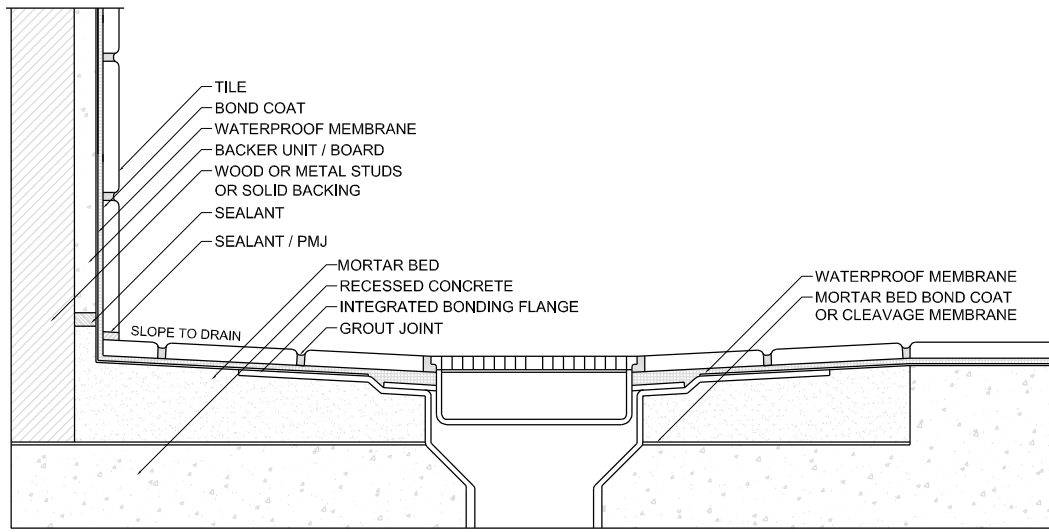 TILE
BOND COAT
WATERPROOF MEMBRANE
BACKER UNIT / BOARD
WOOD OR METAL STUDS
OR SOLID BACKING
SEALANT
SEALANT / PMJ
MORTAR BED
RECESSED CONCRETE
INTEGRATED BONDING FLANGE
GROUT JOINT
SLOPE TO DRAIN
WATERPROOF MEMBRANE
MORTAR BED BOND COAT
OR CLEAVAGE MEMBRANE